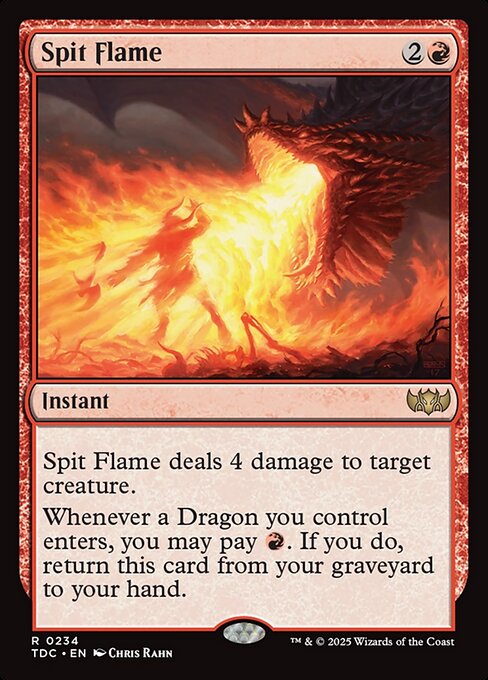 Spit Flame 2
Instant
Spit Flame deals 4 damage to target
creature.
Whenever a Dragon you control
enters, you may pay . If you do,
return this card from your graveyard
to your hand.
R 0234
TDC • EN Chris Rahn
™ & © 2025 Wizards of the Coast